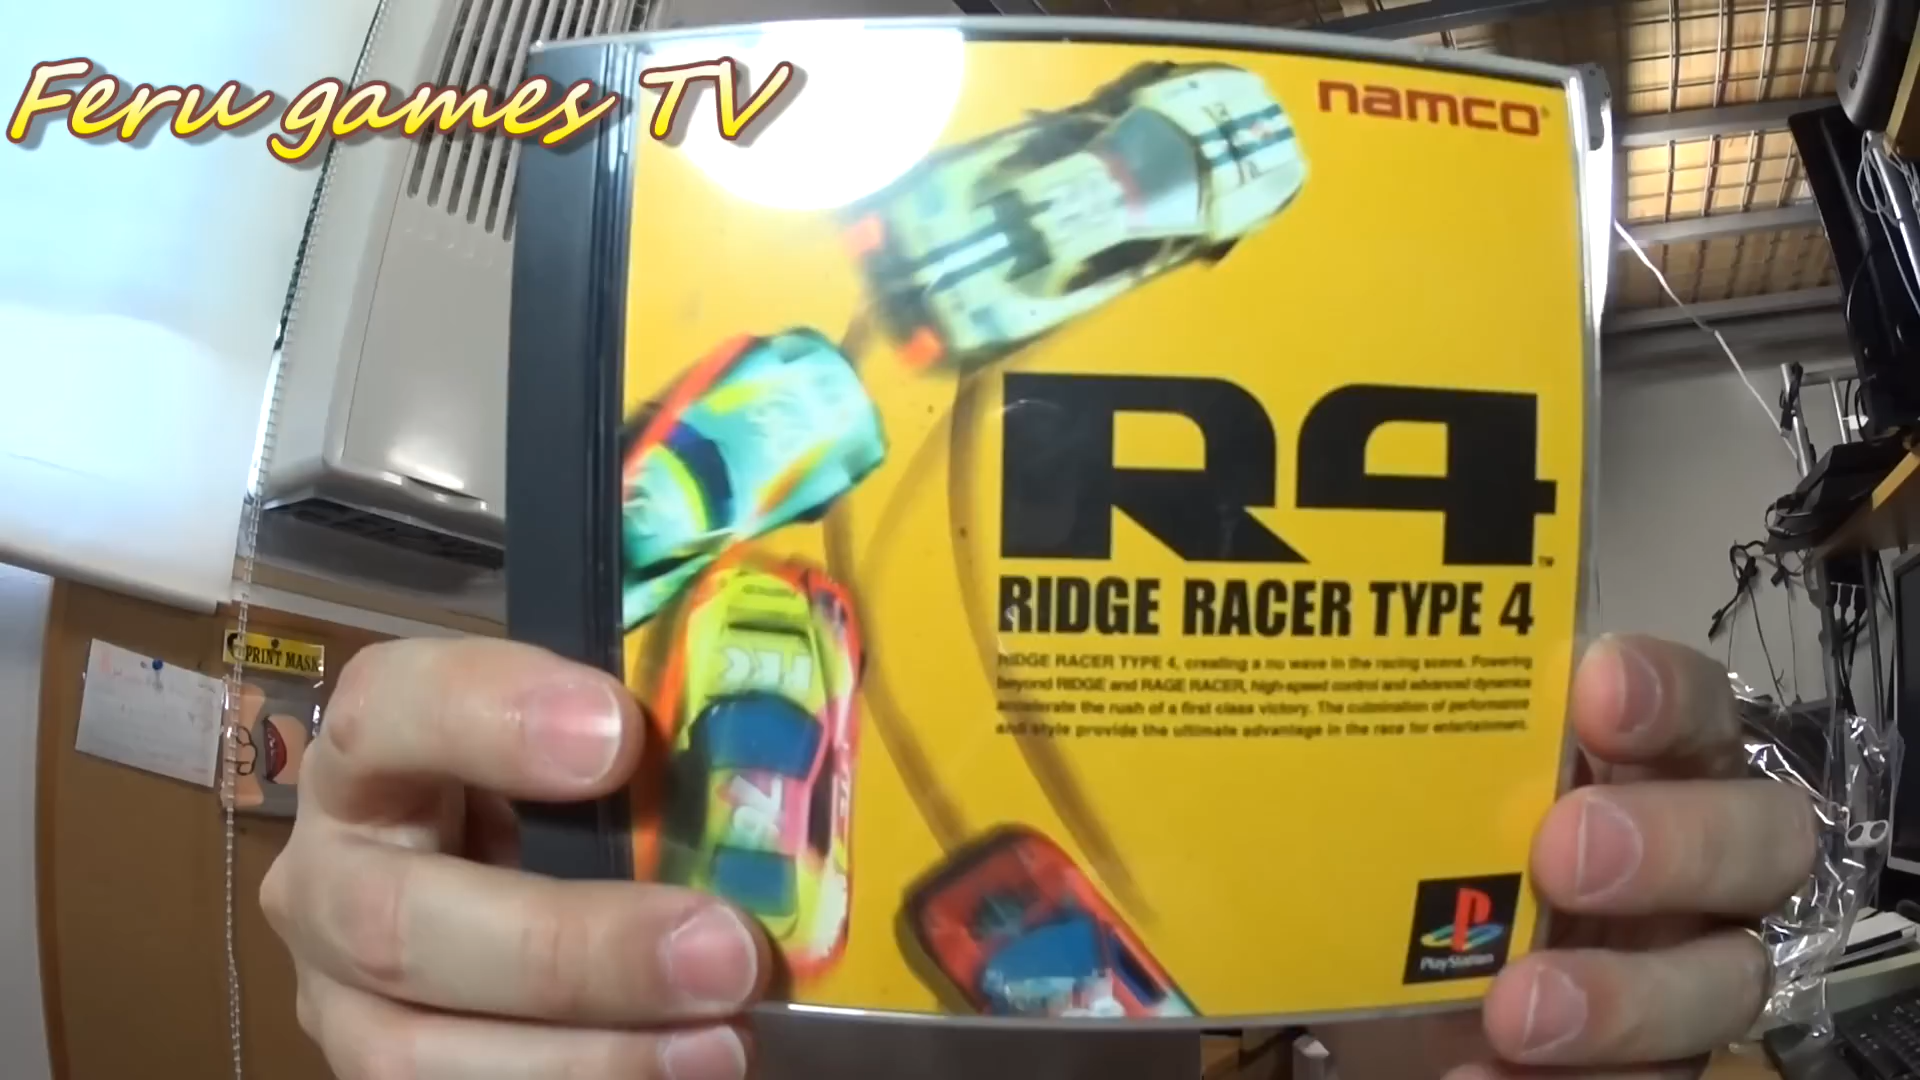 Feru games TV
namco
R4
RIDGE RACER TYPE 4
RIDGE RACER TYPE 4, creating a nu wave in the racing scene. Powering
beyond RIDGE and RAGE RACER, high-speed control and advanced dynamics
accelerate the rush of a first class victory. The culmination of performance
and style provide the ultimate advantage in the race for entertainment.
PRINT MASK
76
PlayStation